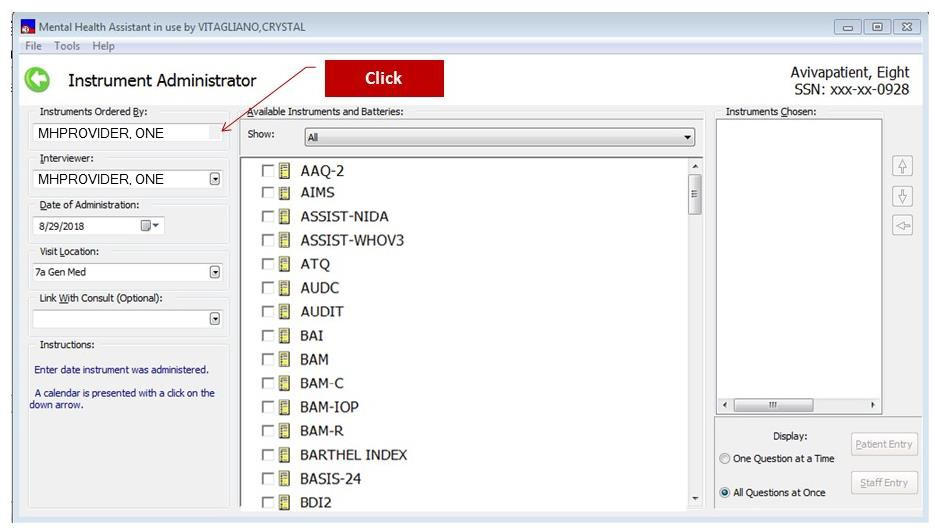 Mental Health Assistant in use by VITAGLIANO,CRYSTAL
File Tools Help
Instrument Administrator
Click
Avivapatient, Eight
SSN: xxx-xx-0928
Instruments Ordered By:
MHPROVIDER, ONE
Interviewer:
MHPROVIDER, ONE
Date of Administration:
8/29/2018
Visit Location:
7a Gen Med
Link With Consult (Optional):
Instructions:
Enter date instrument was administered.
A calendar is presented with a click on the
down arrow.
Available Instruments and Batteries:
Show: All
AAQ-2
AIMS
ASSIST-NIDA
ASSIST-WHOV3
ATQ
AUDC
AUDIT
BAI
BAM
BAM-C
BAM-IOP
BAM-R
BARTHEL INDEX
BASIS-24
BDI2
Instruments Chosen:
Display:
One Question at a Time
All Questions at Once
Patient Entry
Staff Entry